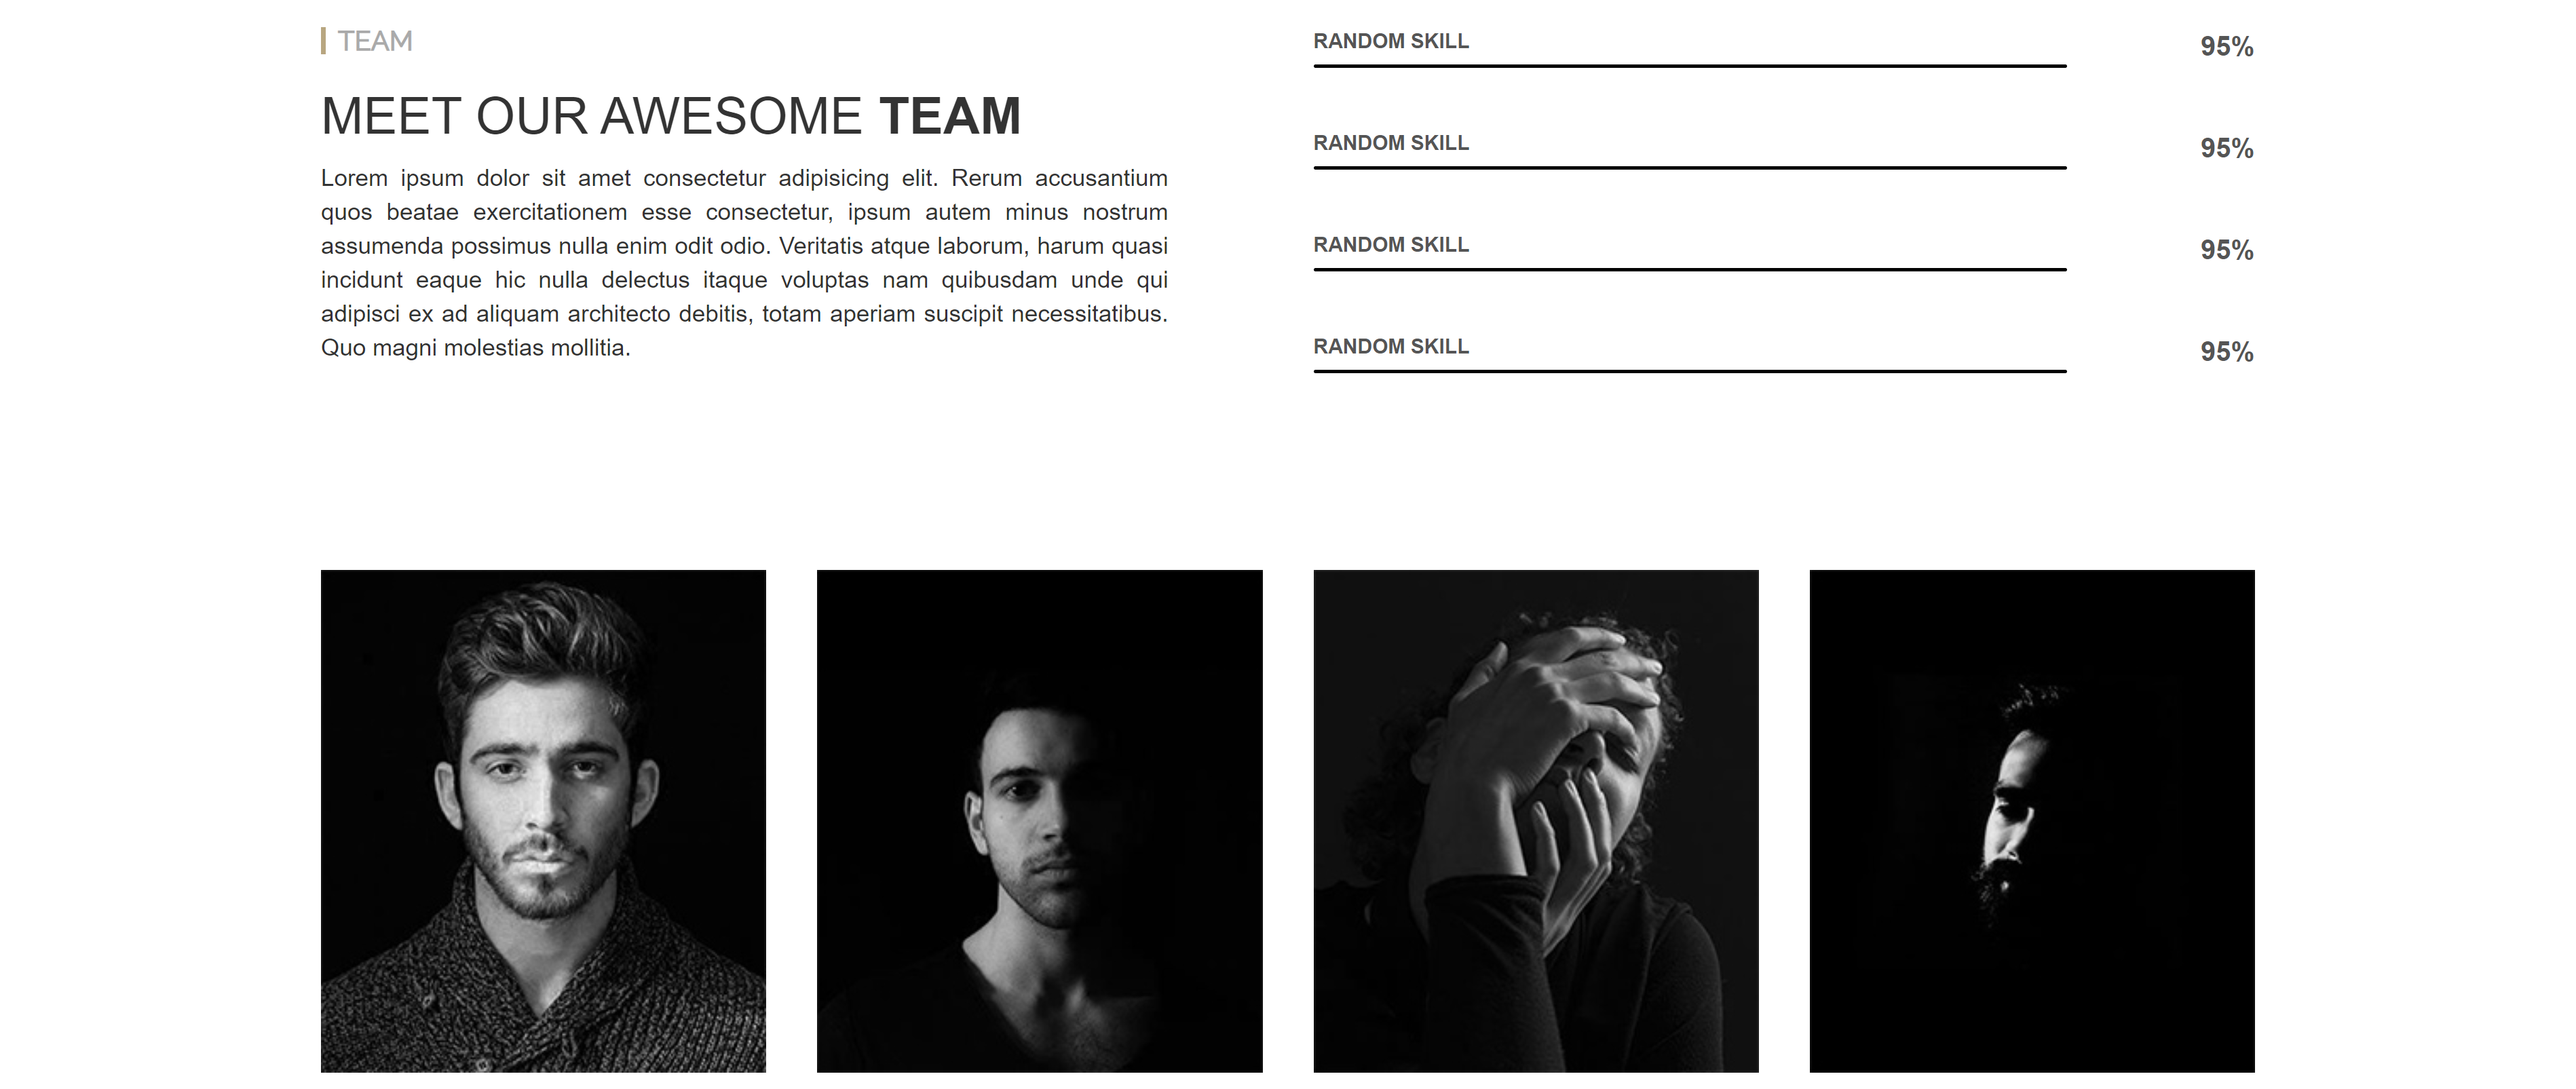 TEAM
MEET OUR AWESOME TEAM
Lorem ipsum dolor sit amet consectetur adipisicing elit. Rerum accusantium
quos beatae exercitationem esse consectetur, ipsum autem minus nostrum
assumenda possimus nulla enim odit odio. Veritatis atque laborum, harum quasi
incidunt eaque hic nulla delectus itaque voluptas nam quibusdam unde qui
adipisci ex ad aliquam architecto debitis, totam aperiam suscipit necessitatibus.
Quo magni molestias mollitia.
RANDOM SKILL 95%
RANDOM SKILL 95%
RANDOM SKILL 95%
RANDOM SKILL 95%